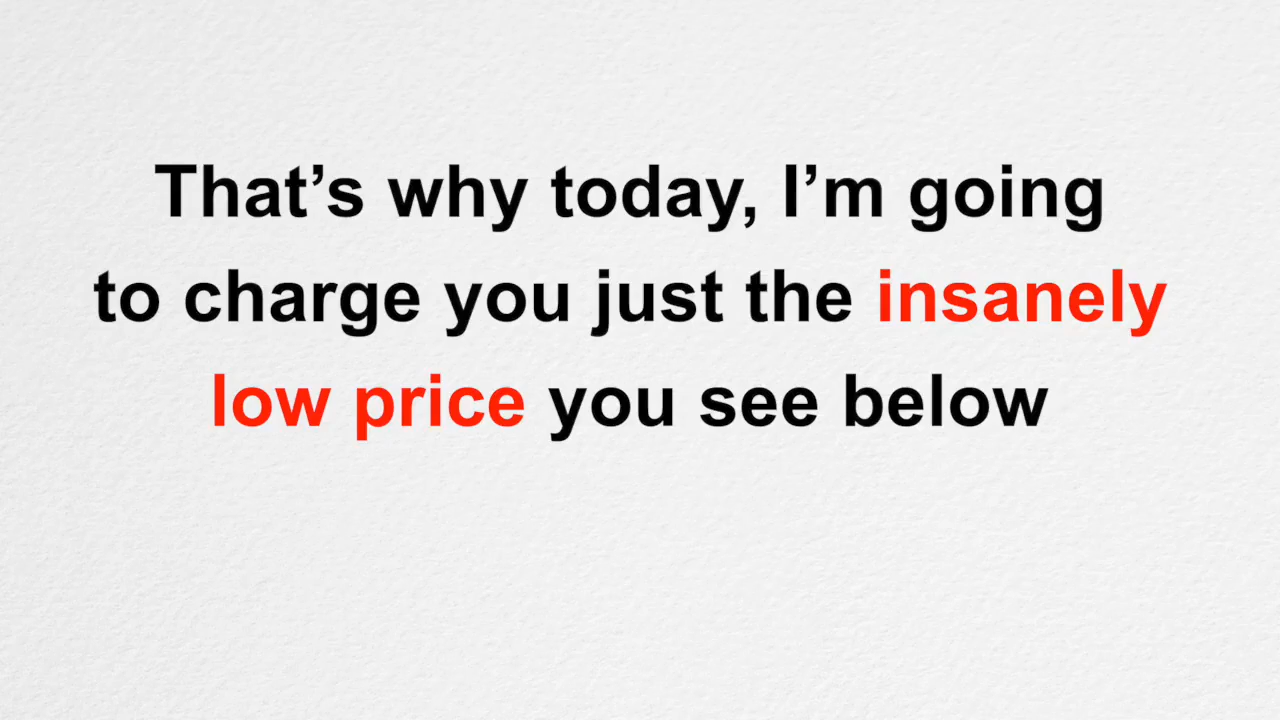 That’s why today, I’m going
to charge you just the insanely
low price you see below